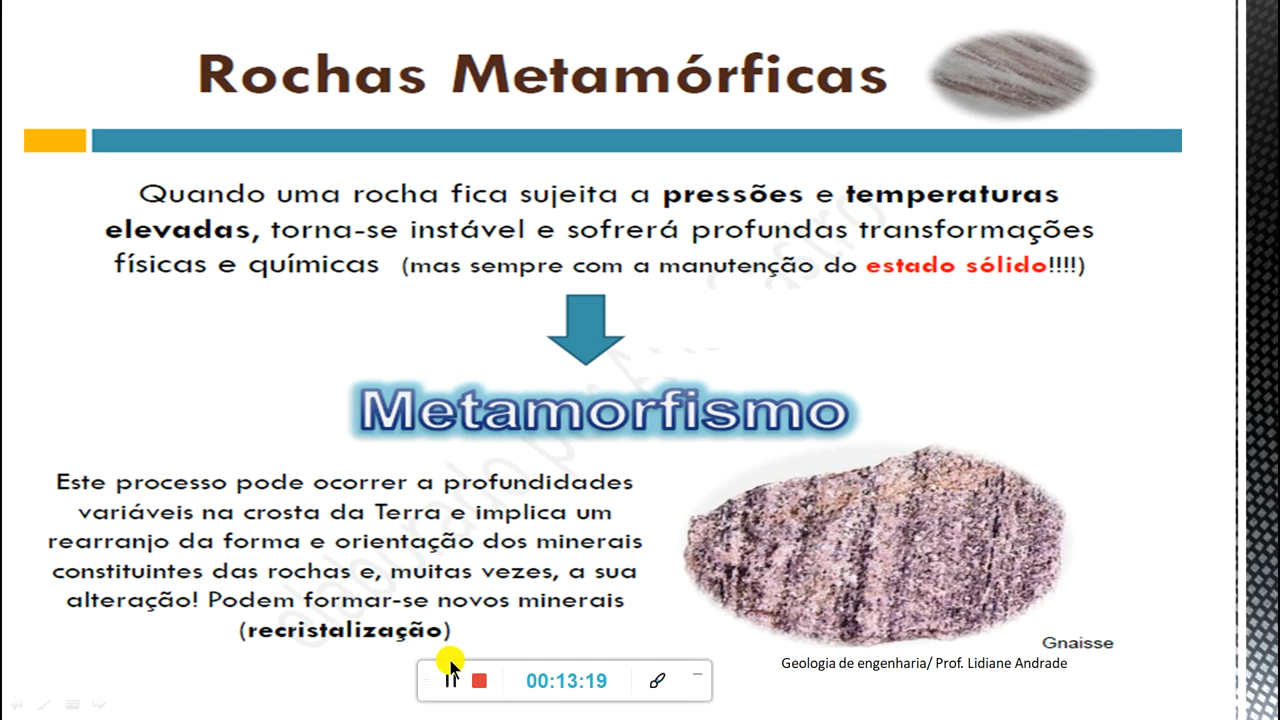 Rochas Metamórficas
Quando uma rocha fica sujeita a pressões e temperaturas
elevadas, torna-se instável e sofrerá profundas transformações
físicas e químicas (mas sempre com a manutenção do estado sólido!!!!)
Metamorfismo
Este processo pode ocorrer a profundidades
variáveis na crosta da Terra e implica um
rearranjo da forma e orientação dos minerais
constituintes das rochas e, muitas vezes, a sua
alteração! Podem formar-se novos minerais
(recristalização)
Gnaisse
Geologia de engenharia/ Prof. Lidiane Andrade
00:13:19